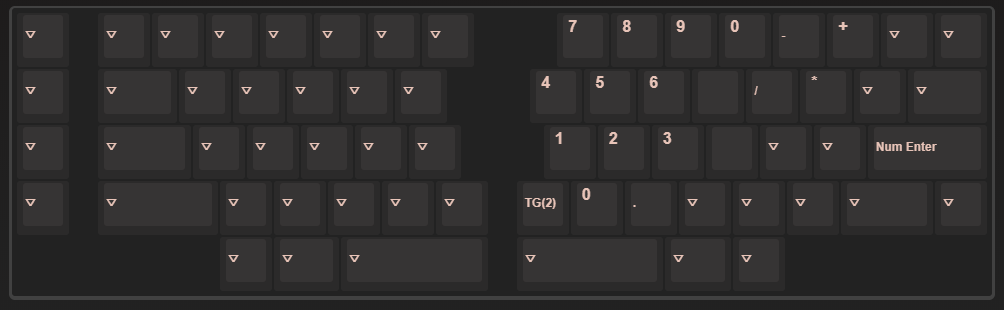 ▽ ▽ ▽ ▽ ▽ ▽ ▽ ▽ 7 8 9 0 - + ▽ ▽
▽ ▽ ▽ ▽ ▽ ▽ ▽ 4 5 6 / * ▽ ▽
▽ ▽ ▽ ▽ ▽ ▽ ▽ 1 2 3 ▽ ▽ Num Enter
▽ ▽ ▽ ▽ ▽ ▽ ▽ TG(2) 0 . ▽ ▽ ▽ ▽ ▽
▽ ▽ ▽ ▽ ▽ ▽